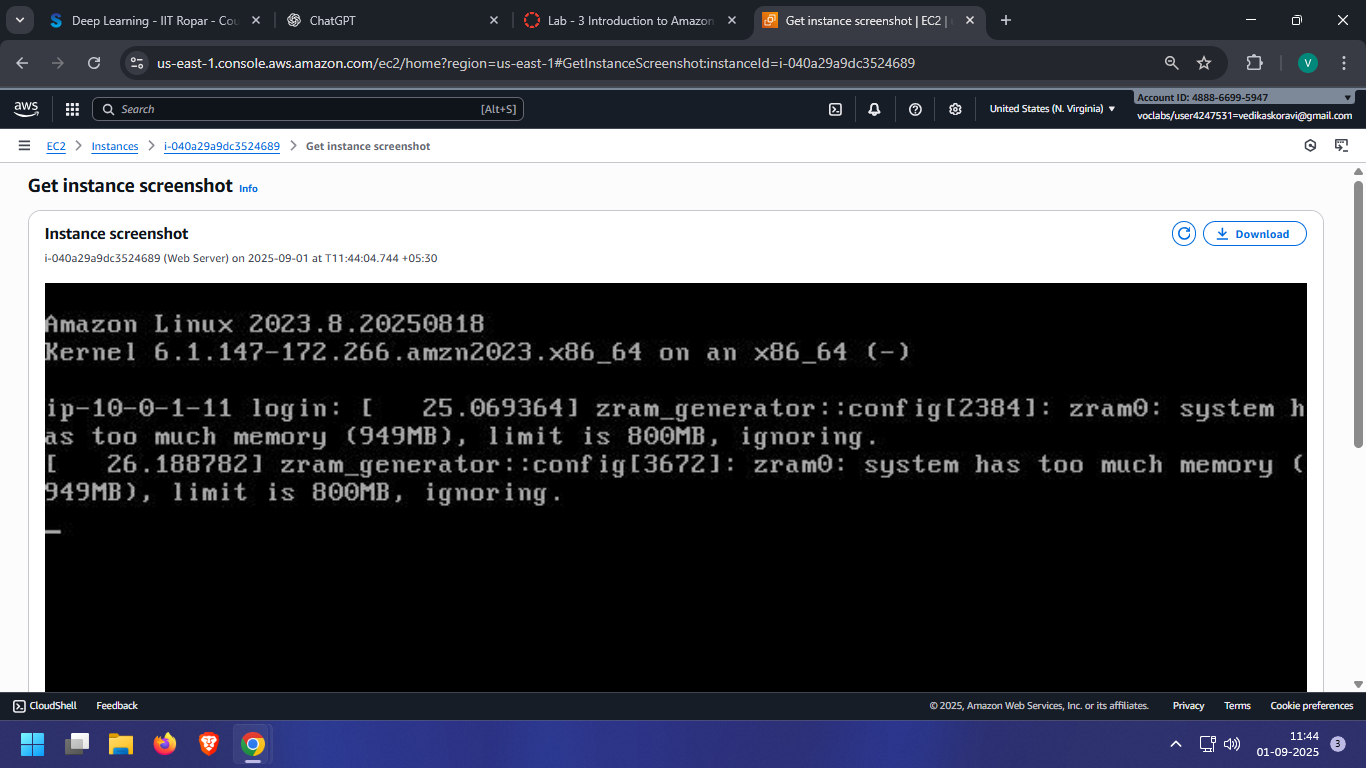 Deep Learning - IIT Ropar - Cou
ChatGPT
Lab - 3 Introduction to Amazon
Get instance screenshot | EC2 |
us-east-1.console.aws.amazon.com/ec2/home?region=us-east-1#GetInstanceScreenshot:instanceId=i-040a29a9dc3524689
V
aws
Search
[Alt+S]
United States (N. Virginia)
Account ID: 4888-6699-5947
voclabs/user4247531=vedikaskoravi@gmail.com
EC2
Instances
i-040a29a9dc3524689
Get instance screenshot
Get instance screenshot Info
Instance screenshot
Download
i-040a29a9dc3524689 (Web Server) on 2025-09-01 at T11:44:04.744 +05:30
Amazon Linux 2023.8.20250818
Kernel 6.1.147-172.266.amzn2023.x86_64 on an x86_64 (-)
ip-10-0-1-11 login: [   25.069364] zram_generator::config[2384]: zram0: system h
as too much memory (949MB), limit is 800MB, ignoring.
[   26.188782] zram_generator::config[3672]: zram0: system has too much memory (
949MB), limit is 800MB, ignoring.
CloudShell
Feedback
© 2025, Amazon Web Services, Inc. or its affiliates.
Privacy
Terms
Cookie preferences
11:44
01-09-2025
3